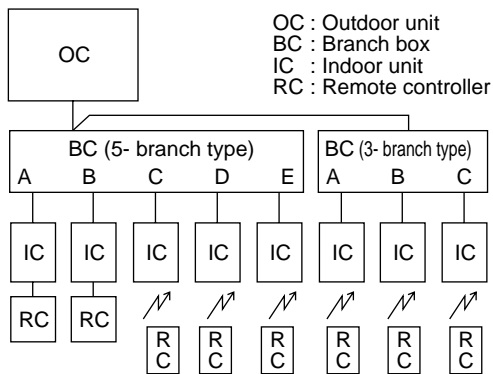 OC
OC : Outdoor unit
BC : Branch box
IC : Indoor unit
RC : Remote controller
BC (5- branch type)
A B C D E
BC (3- branch type)
A B C
IC IC IC IC IC IC IC IC
RC RC
R R R R R R
C C C C C C